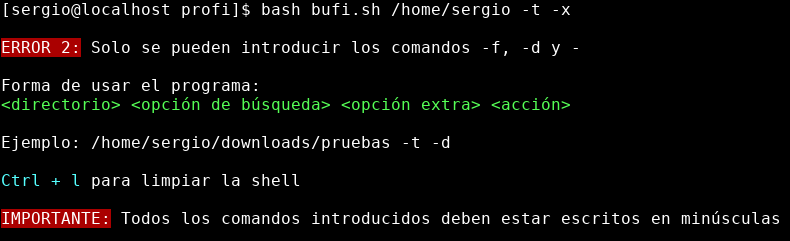 [sergio@localhost profi]$ bash bufi.sh /home/sergio -t -x
ERROR 2: Solo se pueden introducir los comandos -f, -d y -
Forma de usar el programa:
<directorio> <opción de búsqueda> <opción extra> <acción>
Ejemplo: /home/sergio/downloads/pruebas -t -d
Ctrl + l para limpiar la shell
IMPORTANTE: Todos los comandos introducidos deben estar escritos en minúsculas